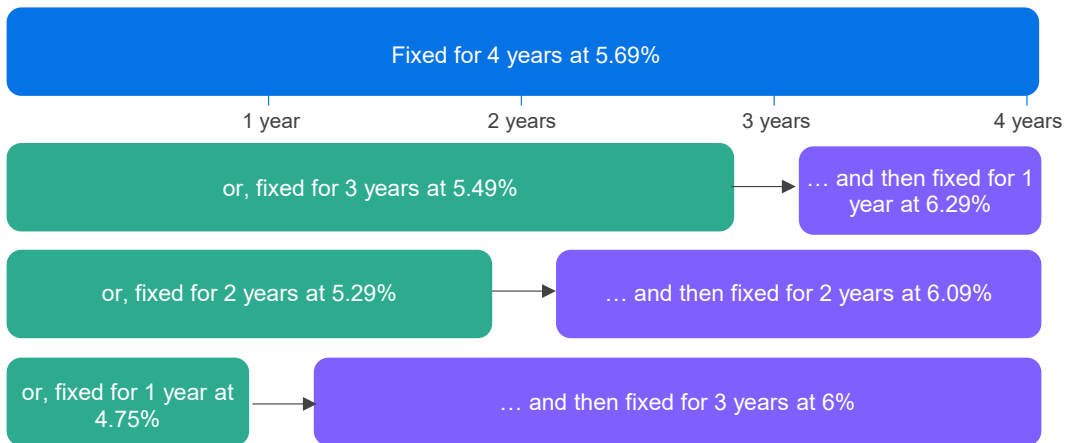 Fixed for 4 years at 5.69%
1 year
2 years
3 years
4 years
or, fixed for 3 years at 5.49%
… and then fixed for 1
year at 6.29%
or, fixed for 2 years at 5.29%
… and then fixed for 2 years at 6.09%
or, fixed for 1 year at
4.75%
… and then fixed for 3 years at 6%